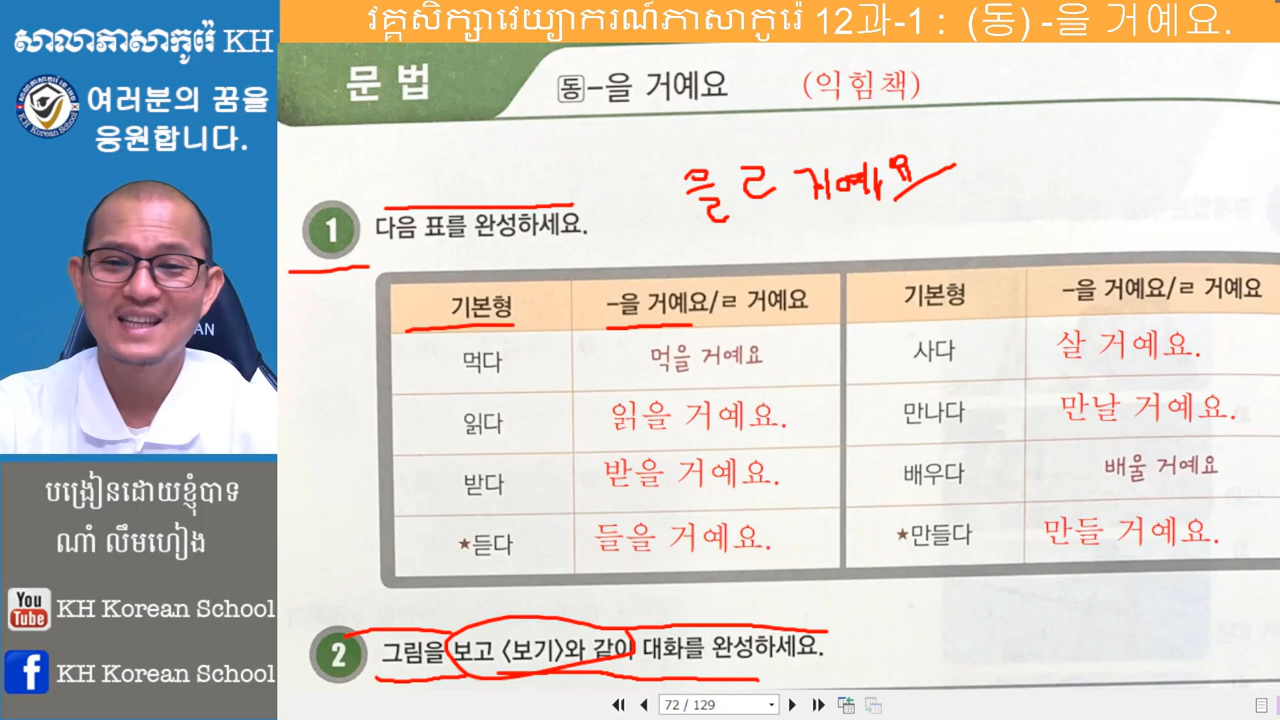 សាលាភាសាកូរ៉េ KH
여러분의 꿈을
응원합니다.
វគ្គសិក្សាវេយ្យាករណ៍ភាសាកូរ៉េ 12과-1 : (동) -을 거예요.
문 법
동-을 거예요 (익힘책)
을 ㄹ 거예요
1 다음 표를 완성하세요.
기본형 -을 거예요/ㄹ 거예요 기본형 -을 거예요/ㄹ 거예요
먹다 먹을 거예요 사다 살 거예요.
읽다 읽을 거예요. 만나다 만날 거예요.
받다 받을 거예요. 배우다 배울 거예요
★듣다 들을 거예요. ★만들다 만들 거예요.
2 그림을 보고 〈보기〉와 같이 대화를 완성하세요.
បង្រៀនដោយខ្ញុំបាទ
ណាំ លឹមហៀង
You Tube KH Korean School
f KH Korean School
72 / 129